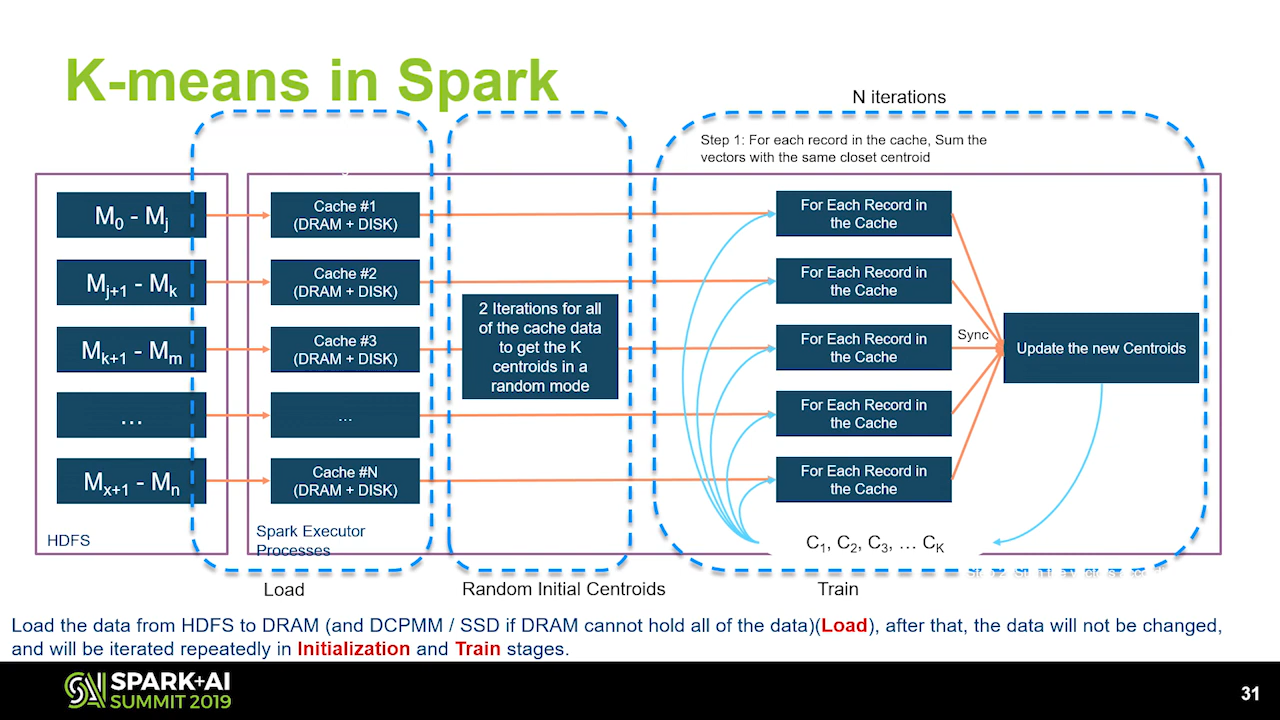 K-means in Spark
N iterations
Step 1: For each record in the cache, Sum the
vectors with the same closet centroid
M0 - Mj
Mj+1 - Mk
Mk+1 - Mm
…
Mx+1 - Mn
HDFS
Cache #1
(DRAM + DISK)
Cache #2
(DRAM + DISK)
Cache #3
(DRAM + DISK)
…
Cache #N
(DRAM + DISK)
Spark Executor
Processes
2 Iterations for all
of the cache data
to get the K
centroids in a
random mode
For Each Record in
the Cache
For Each Record in
the Cache
For Each Record in
the Cache
For Each Record in
the Cache
For Each Record in
the Cache
Sync
Update the new Centroids
C1, C2, C3, … CK
Load
Random Initial Centroids
Train
Load the data from HDFS to DRAM (and DCPMM / SSD if DRAM cannot hold all of the data)(Load), after that, the data will not be changed,
and will be iterated repeatedly in Initialization and Train stages.
SPARK+AI
SUMMIT 2019
31